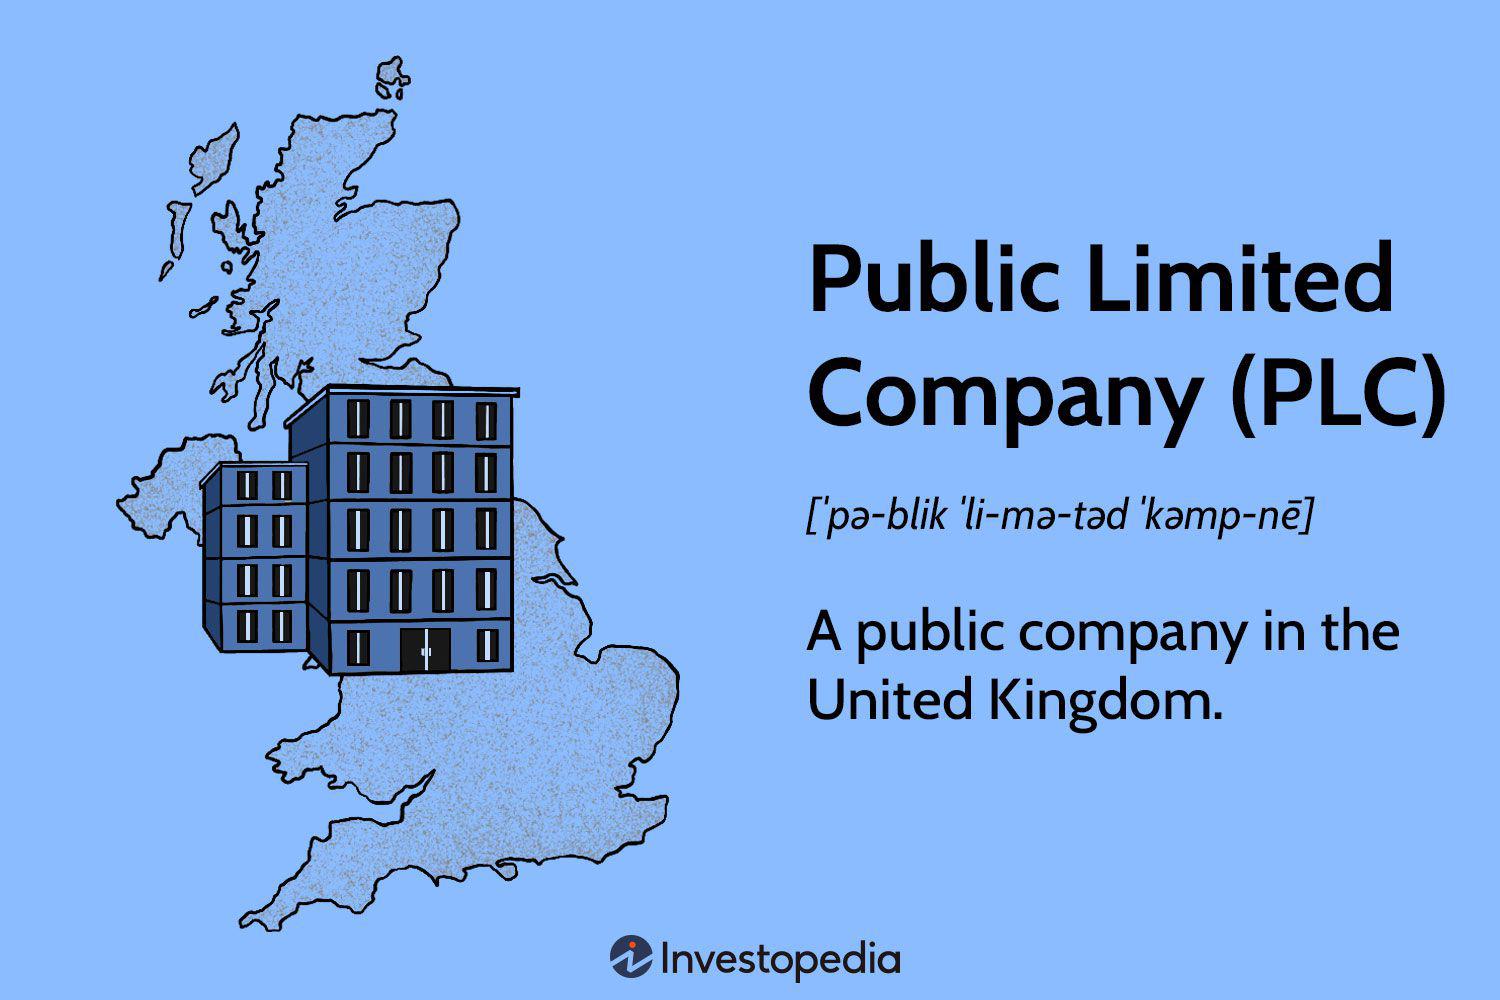 Public Limited
Company (PLC)
[ˈpə-blik ˈli-mə-təd ˈkəmp-nē]
A public company in the
United Kingdom.
Investopedia